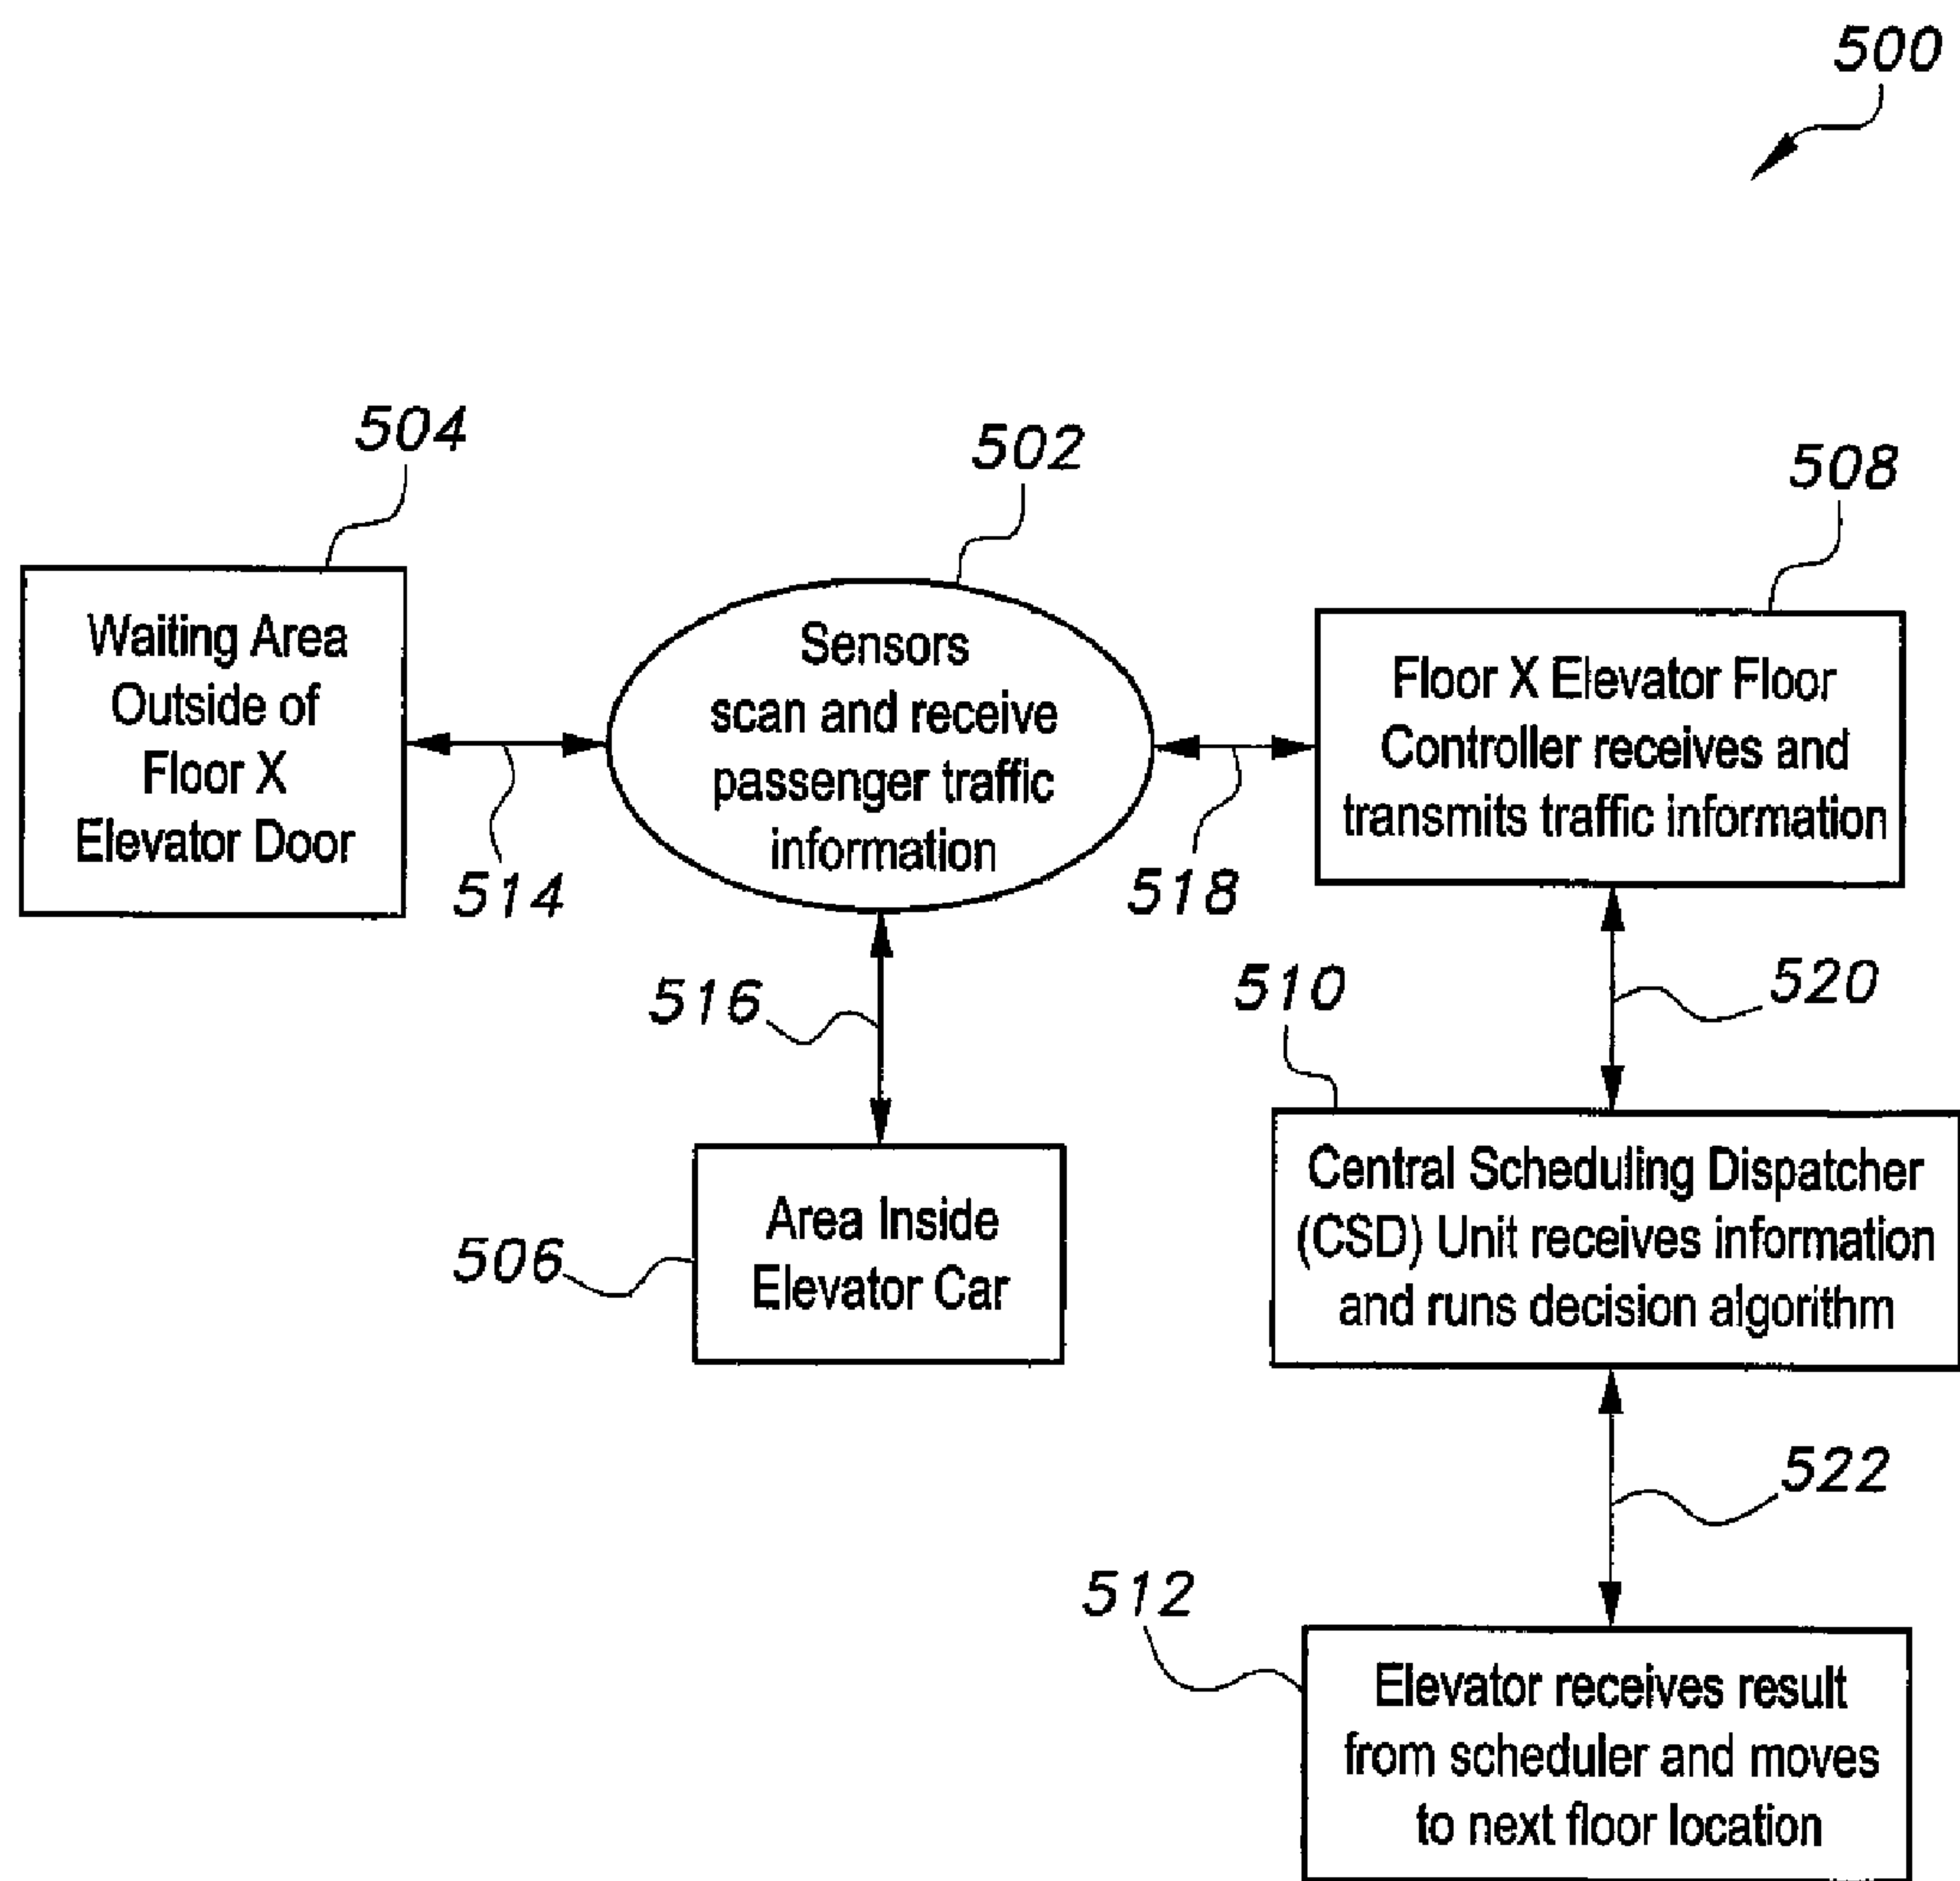 500
504
502
508
Waiting Area
Outside of
Floor X
Elevator Door
Sensors
scan and receive
passenger traffic
information
Floor X Elevator Floor
Controller receives and
transmits traffic information
514
518
516
510
520
506
Area Inside
Elevator Car
Central Scheduling Dispatcher
(CSD) Unit receives information
and runs decision algorithm
522
512
Elevator receives result
from scheduler and moves
to next floor location